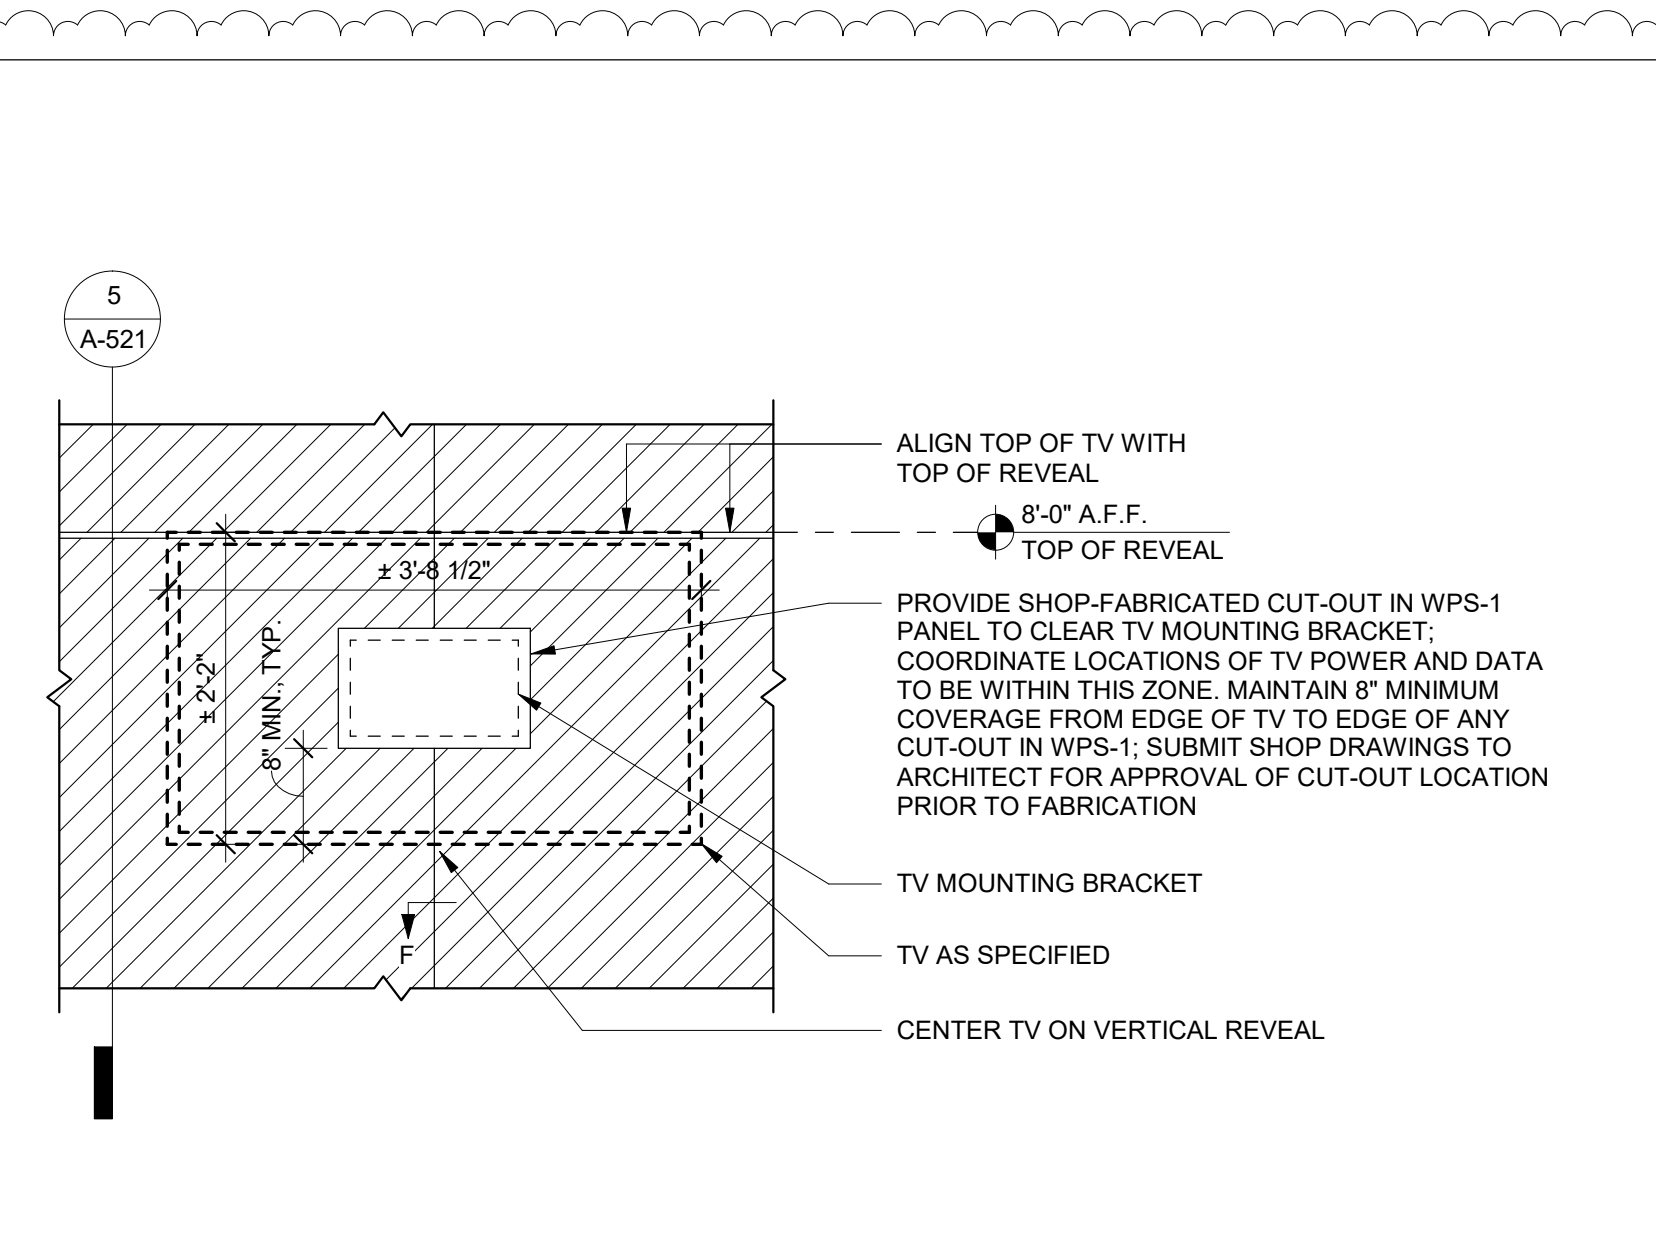 5
A-521
ALIGN TOP OF TV WITH
TOP OF REVEAL
8'-0" A.F.F.
TOP OF REVEAL
± 3'-8 1/2"
± 2'-2"
8" MIN., TYP.
PROVIDE SHOP-FABRICATED CUT-OUT IN WPS-1
PANEL TO CLEAR TV MOUNTING BRACKET;
COORDINATE LOCATIONS OF TV POWER AND DATA
TO BE WITHIN THIS ZONE. MAINTAIN 8" MINIMUM
COVERAGE FROM EDGE OF TV TO EDGE OF ANY
CUT-OUT IN WPS-1; SUBMIT SHOP DRAWINGS TO
ARCHITECT FOR APPROVAL OF CUT-OUT LOCATION
PRIOR TO FABRICATION
TV MOUNTING BRACKET
F
TV AS SPECIFIED
CENTER TV ON VERTICAL REVEAL